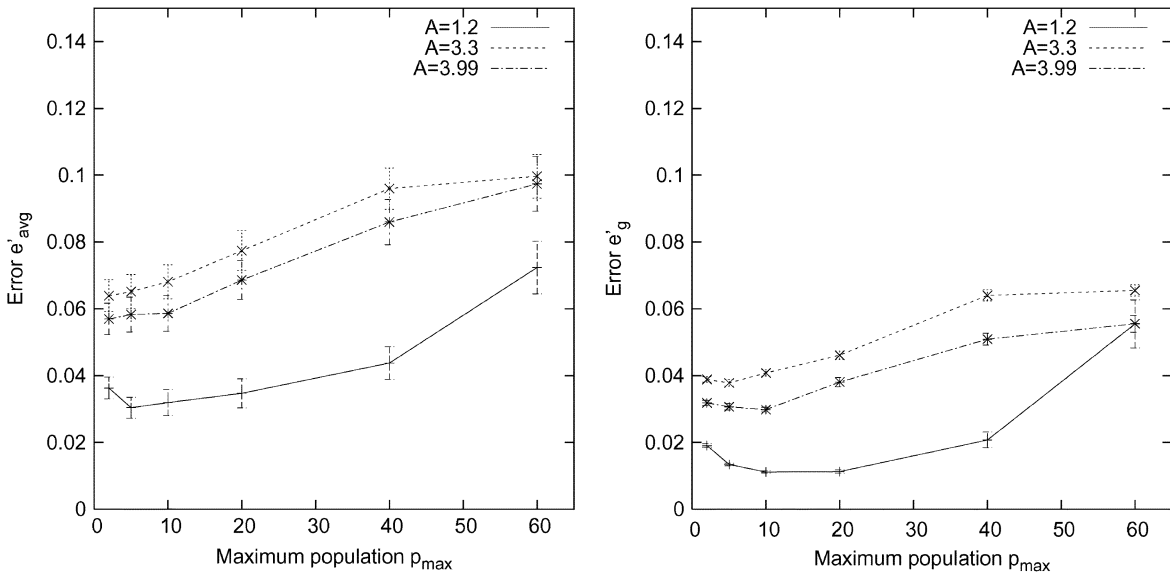 0.14
0.12
0.1
0.08
0.06
0.04
0.02
0
Error e'avg
A=1.2
A=3.3
A=3.99
0 10 20 30 40 50 60
Maximum population pmax
0.14
0.12
0.1
0.08
0.06
0.04
0.02
0
Error e'g
A=1.2
A=3.3
A=3.99
0 10 20 30 40 50 60
Maximum population pmax